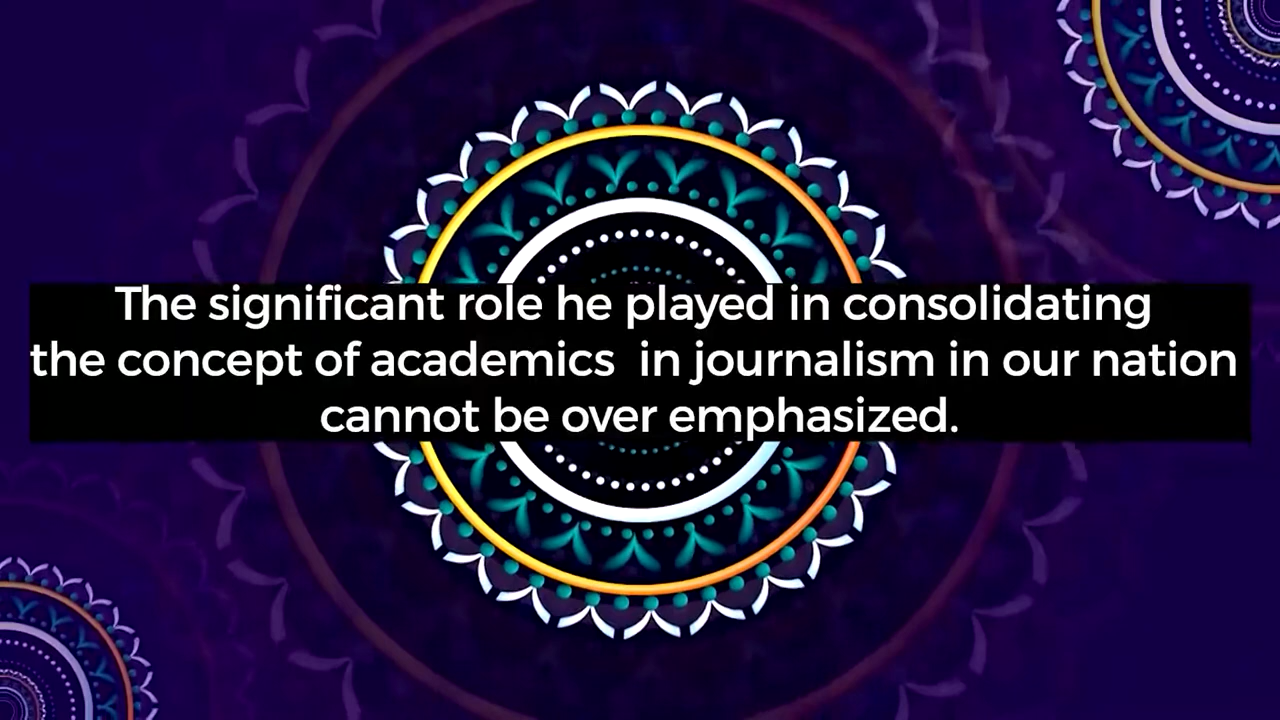 The significant role he played in consolidating
the concept of academics  in journalism in our nation
cannot be over emphasized.